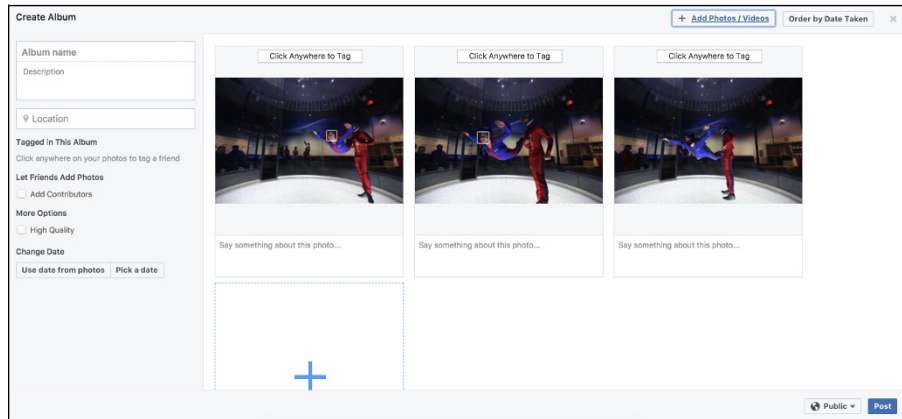 Create Album
+ Add Photos / Videos
Order by Date Taken
Album name
Description
Location
Tagged in This Album
Click anywhere on your photos to tag a friend
Let Friends Add Photos
Add Contributors
More Options
High Quality
Change Date
Use date from photos
Pick a date
Click Anywhere to Tag
Click Anywhere to Tag
Click Anywhere to Tag
Say something about this photo...
Say something about this photo...
Say something about this photo...
Public
Post